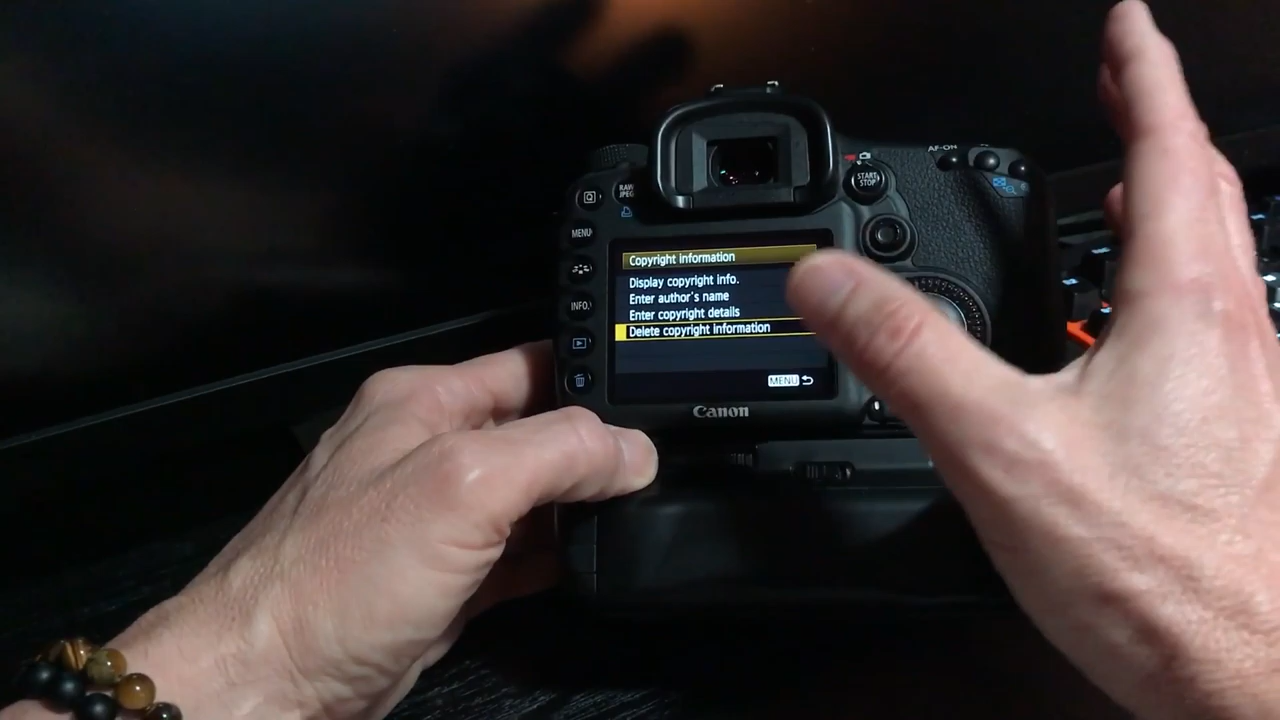 AF-ON
RAW
JPEG
START
STOP
MENU
INFO.
Q
Copyright information
Display copyright info.
Enter author's name
Enter copyright details
Delete copyright information
MENU
Canon